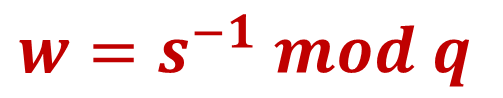 w = s⁻¹ mod q